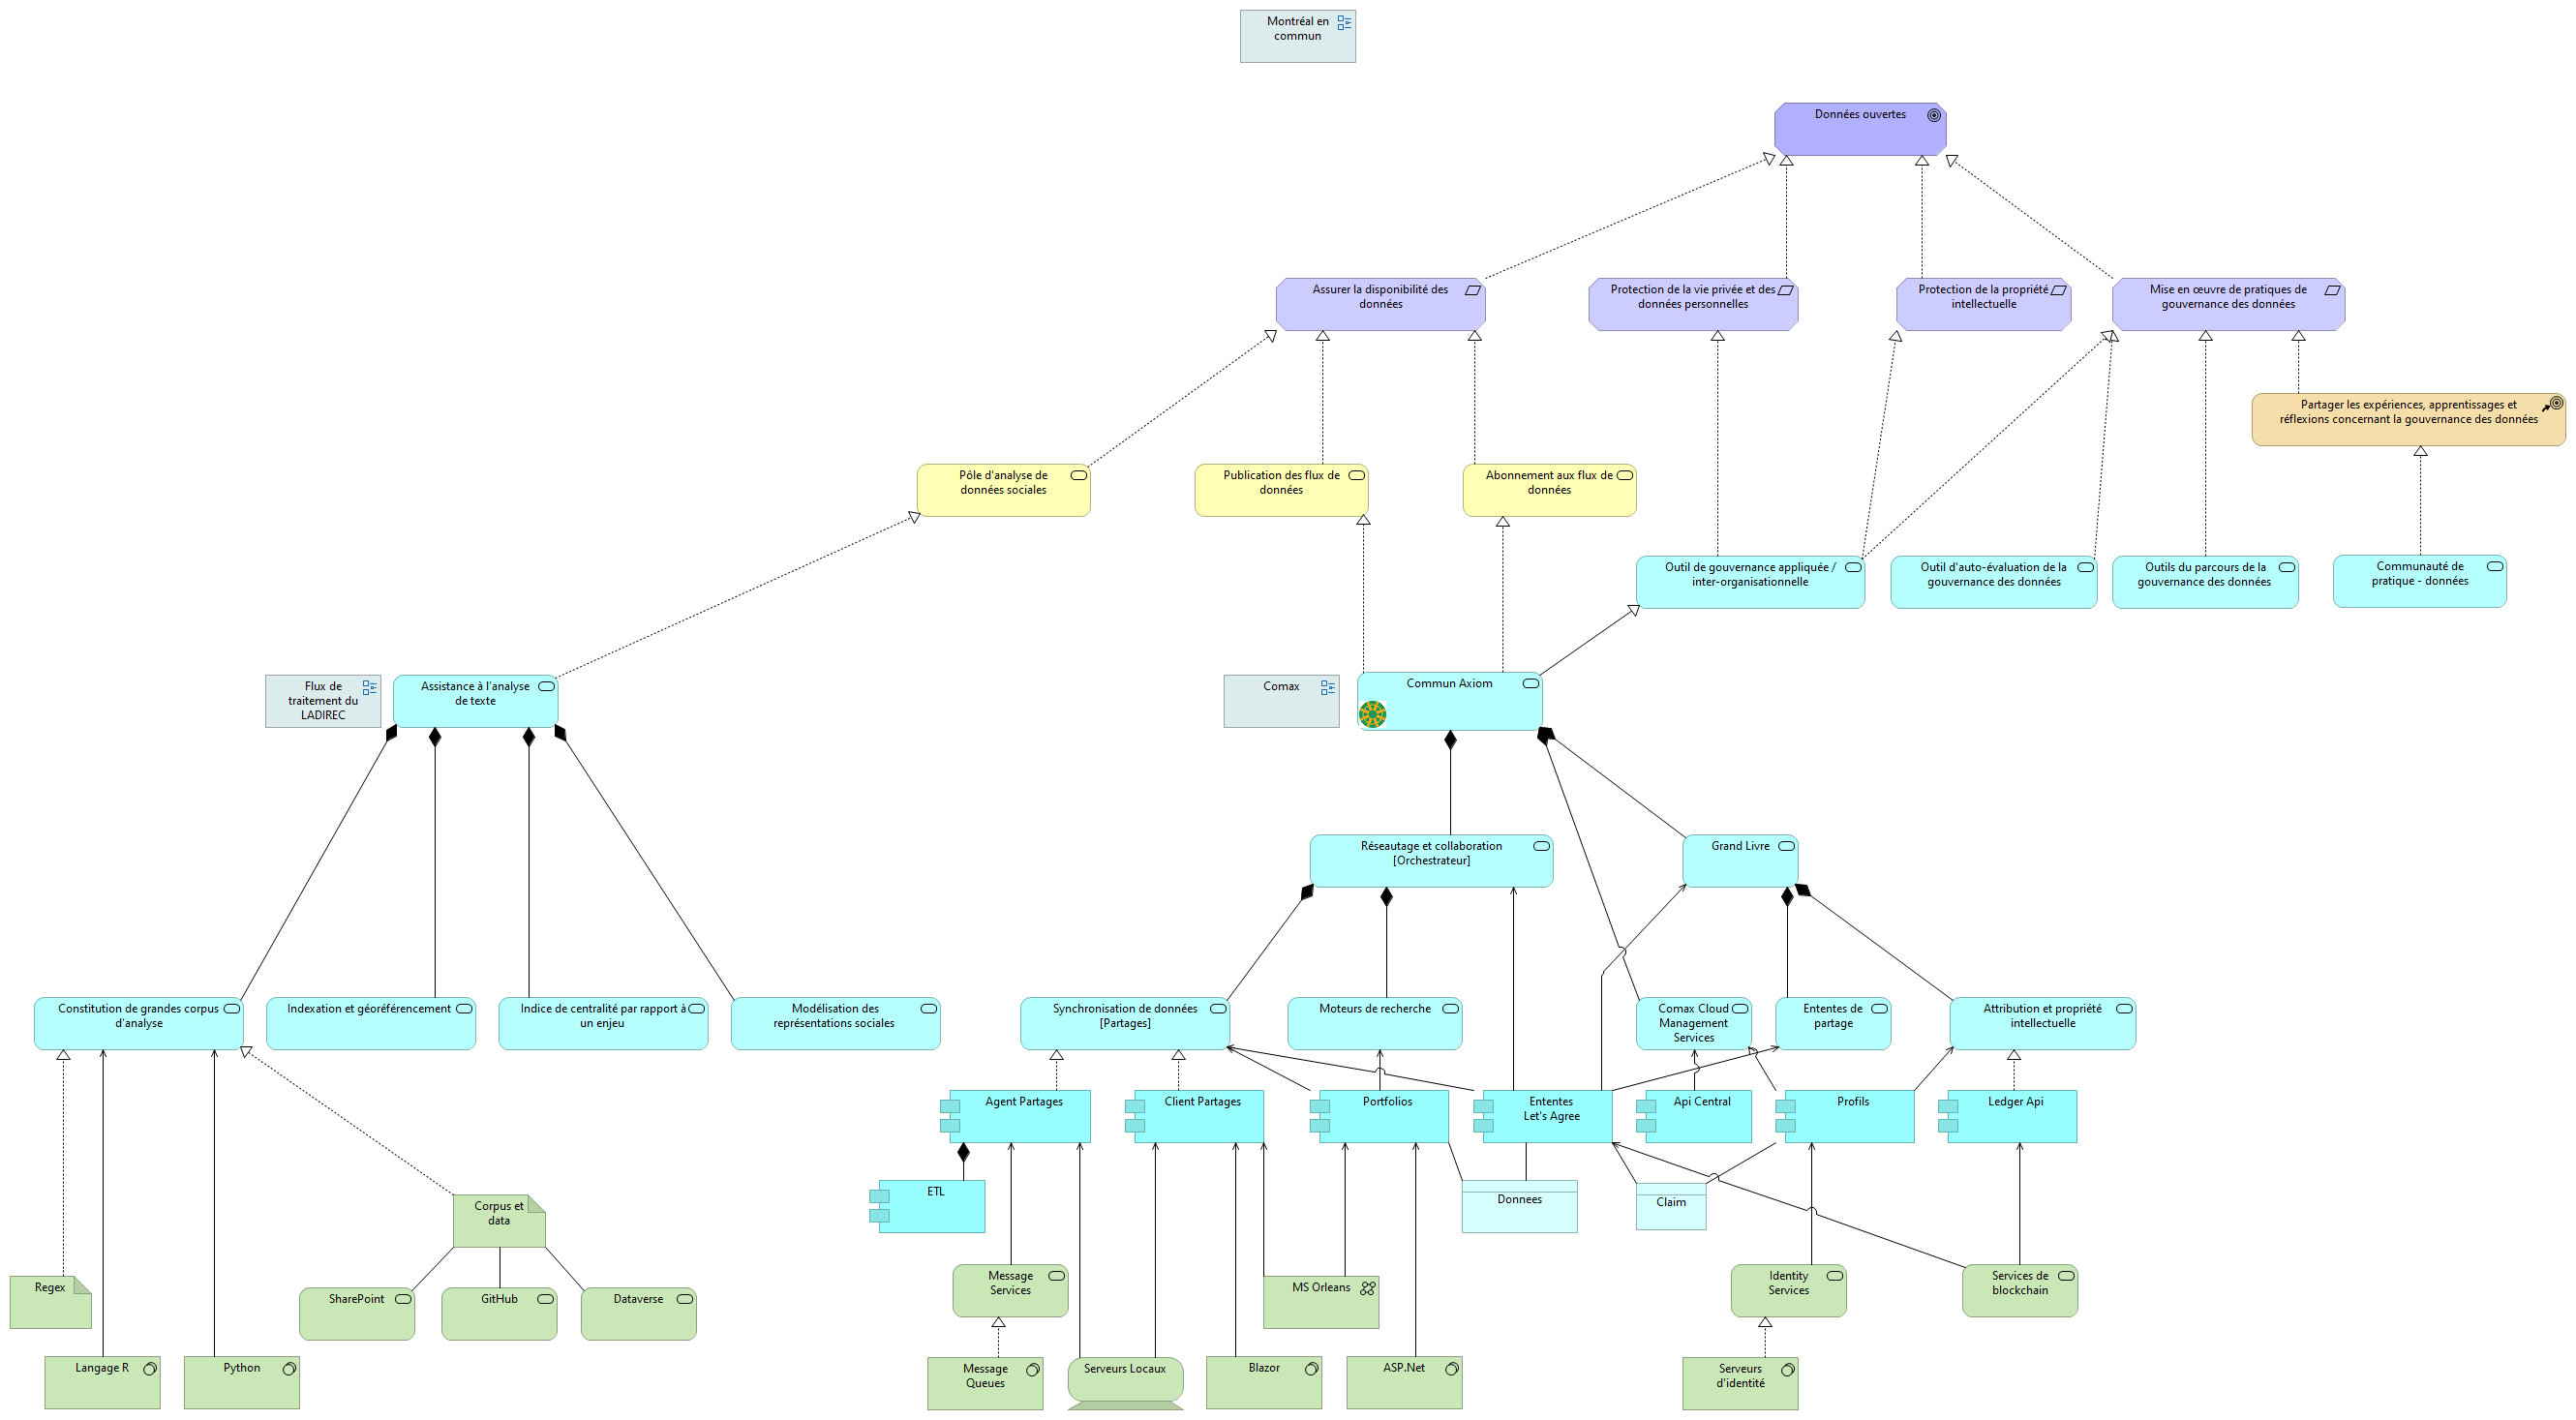 Montréal en
commun
Données ouvertes
Assurer la disponibilité des
données
Protection de la vie privée et des
données personnelles
Protection de la propriété
intellectuelle
Mise en œuvre de pratiques de
gouvernance des données
Partager les expériences, apprentissages et
réflexions concernant la gouvernance des données
Pôle d'analyse de
données sociales
Publication des flux de
données
Abonnement aux flux de
données
Outil de gouvernance appliquée /
inter-organisationnelle
Outil d'auto-évaluation de la
gouvernance des données
Outils du parcours de la
gouvernance des données
Communauté de
pratique - données
Flux de
traitement du
LADIREC
Assistance à l'analyse
de texte
Comax
Commun Axiom
Réseautage et collaboration
[Orchestrateur]
Grand Livre
Constitution de grandes corpus
d'analyse
Indexation et géoréférencement
Indice de centralité par rapport à
un enjeu
Modélisation des
représentations sociales
Synchronisation de données
[Partages]
Moteurs de recherche
Comax Cloud
Management
Services
Ententes de
partage
Attribution et propriété
intellectuelle
Agent Partages
Client Partages
Portfolios
Ententes
Let's Agree
Api Central
Profils
Ledger Api
ETL
Donnees
Claim
Corpus et
data
Regex
SharePoint
GitHub
Dataverse
Message
Services
MS Orleans
Identity
Services
Services de
blockchain
Langage R
Python
Message
Queues
Serveurs Locaux
Blazor
ASP.Net
Serveurs
d'identité